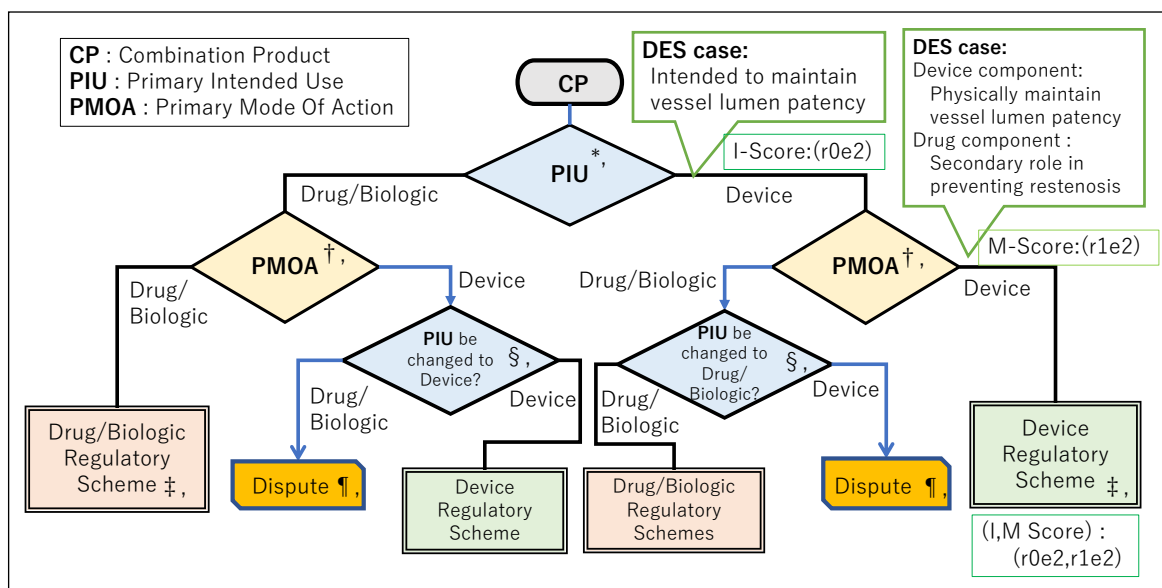 CP : Combination Product
PIU : Primary Intended Use
PMOA : Primary Mode Of Action
CP
DES case:
Intended to maintain
vessel lumen patency
DES case:
Device component:
Physically maintain
vessel lumen patency
Drug component :
Secondary role in
preventing restenosis
I-Score:(r0e2)
PIU *,
Drug/Biologic
Device
M-Score:(r1e2)
PMOA †,
PMOA †,
Drug/
Biologic
Device
Drug/Biologic
Device
PIU be
changed to
Device?
§,
PIU be
changed to
Drug/
Biologic?
§,
Drug/
Biologic
Device
Drug/
Biologic
Device
Drug/Biologic
Regulatory
Scheme ‡,
Dispute ¶,
Device
Regulatory
Scheme
Drug/Biologic
Regulatory
Schemes
Dispute ¶,
Device
Regulatory
Scheme ‡,
(I,M Score) :
(r0e2,r1e2)